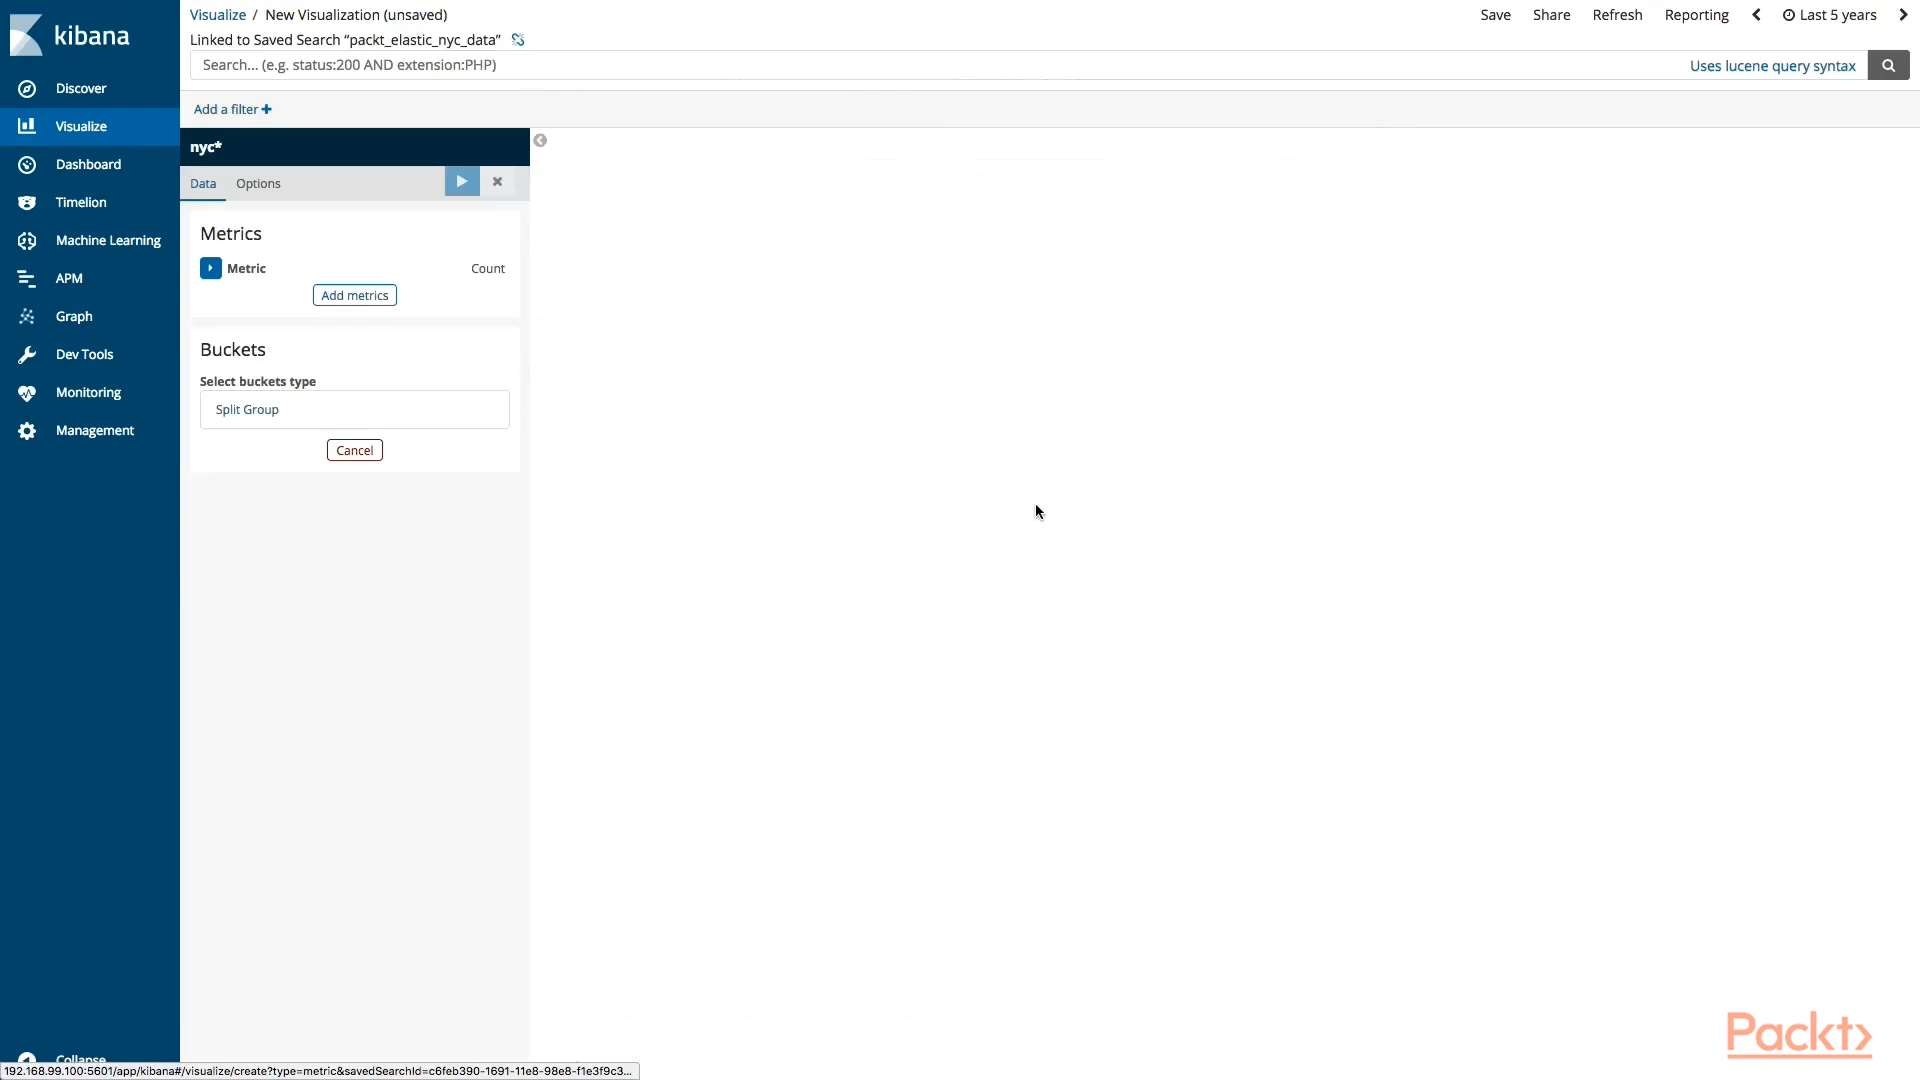 kibana
Discover
Visualize
Dashboard
Timelion
Machine Learning
APM
Graph
Dev Tools
Monitoring
Management
Collapse
Visualize / New Visualization (unsaved)
Save
Share
Refresh
Reporting
Last 5 years
Linked to Saved Search “packt_elastic_nyc_data”
Search... (e.g. status:200 AND extension:PHP)
Uses lucene query syntax
Add a filter +
nyc*
Data
Options
Metrics
Metric
Count
Add metrics
Buckets
Select buckets type
Split Group
Cancel
Packt>
192.168.99.100:5601/app/kibana#/visualize/create?type=metric&savedSearchId=c6feb390-1691-11e8-98e8-f1e3f9c3...